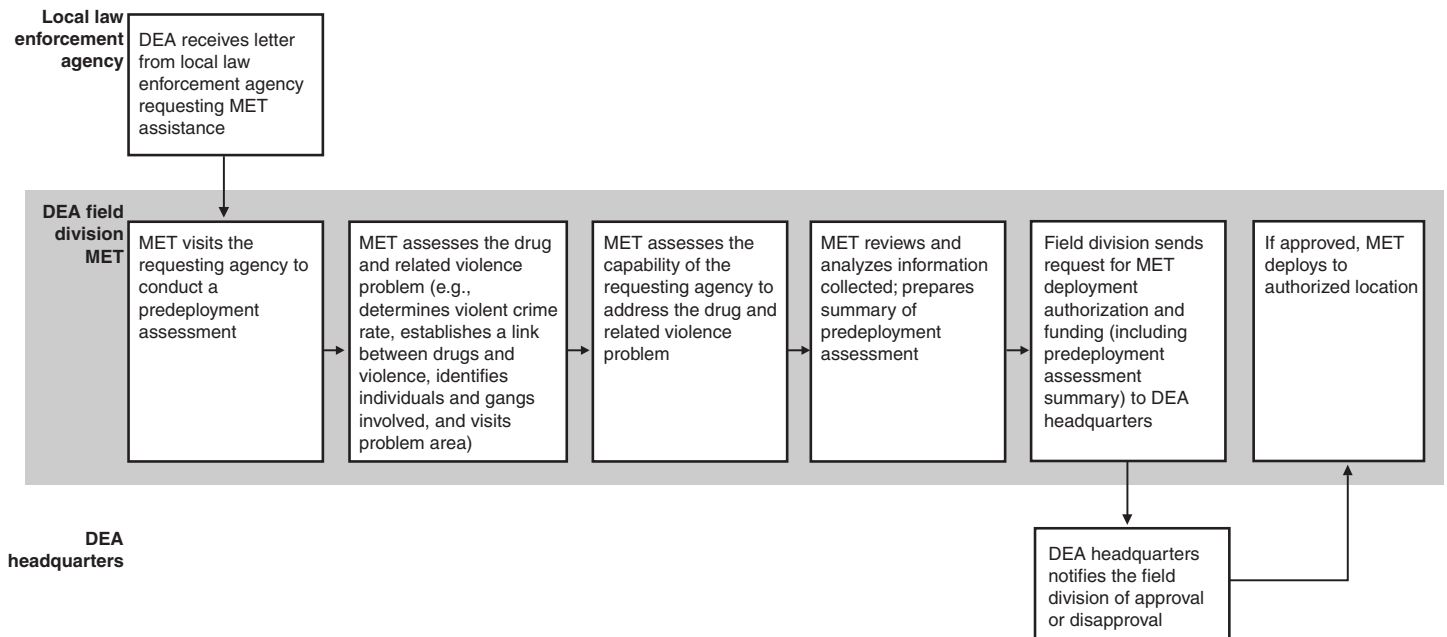 Local law
enforcement
agency
DEA receives letter
from local law
enforcement agency
requesting MET
assistance
DEA field
division
MET
MET visits the
requesting agency to
conduct a
predeployment
assessment
MET assesses the drug
and related violence
problem (e.g.,
determines violent crime
rate, establishes a link
between drugs and
violence, identifies
individuals and gangs
involved, and visits
problem area)
MET assesses the
capability of the
requesting agency to
address the drug and
related violence
problem
MET reviews and
analyzes information
collected; prepares
summary of
predeployment
assessment
Field division sends
request for MET
deployment
authorization and
funding (including
predeployment
assessment
summary) to DEA
headquarters
If approved, MET
deploys to
authorized location
DEA
headquarters
DEA headquarters
notifies the field
division of approval
or disapproval